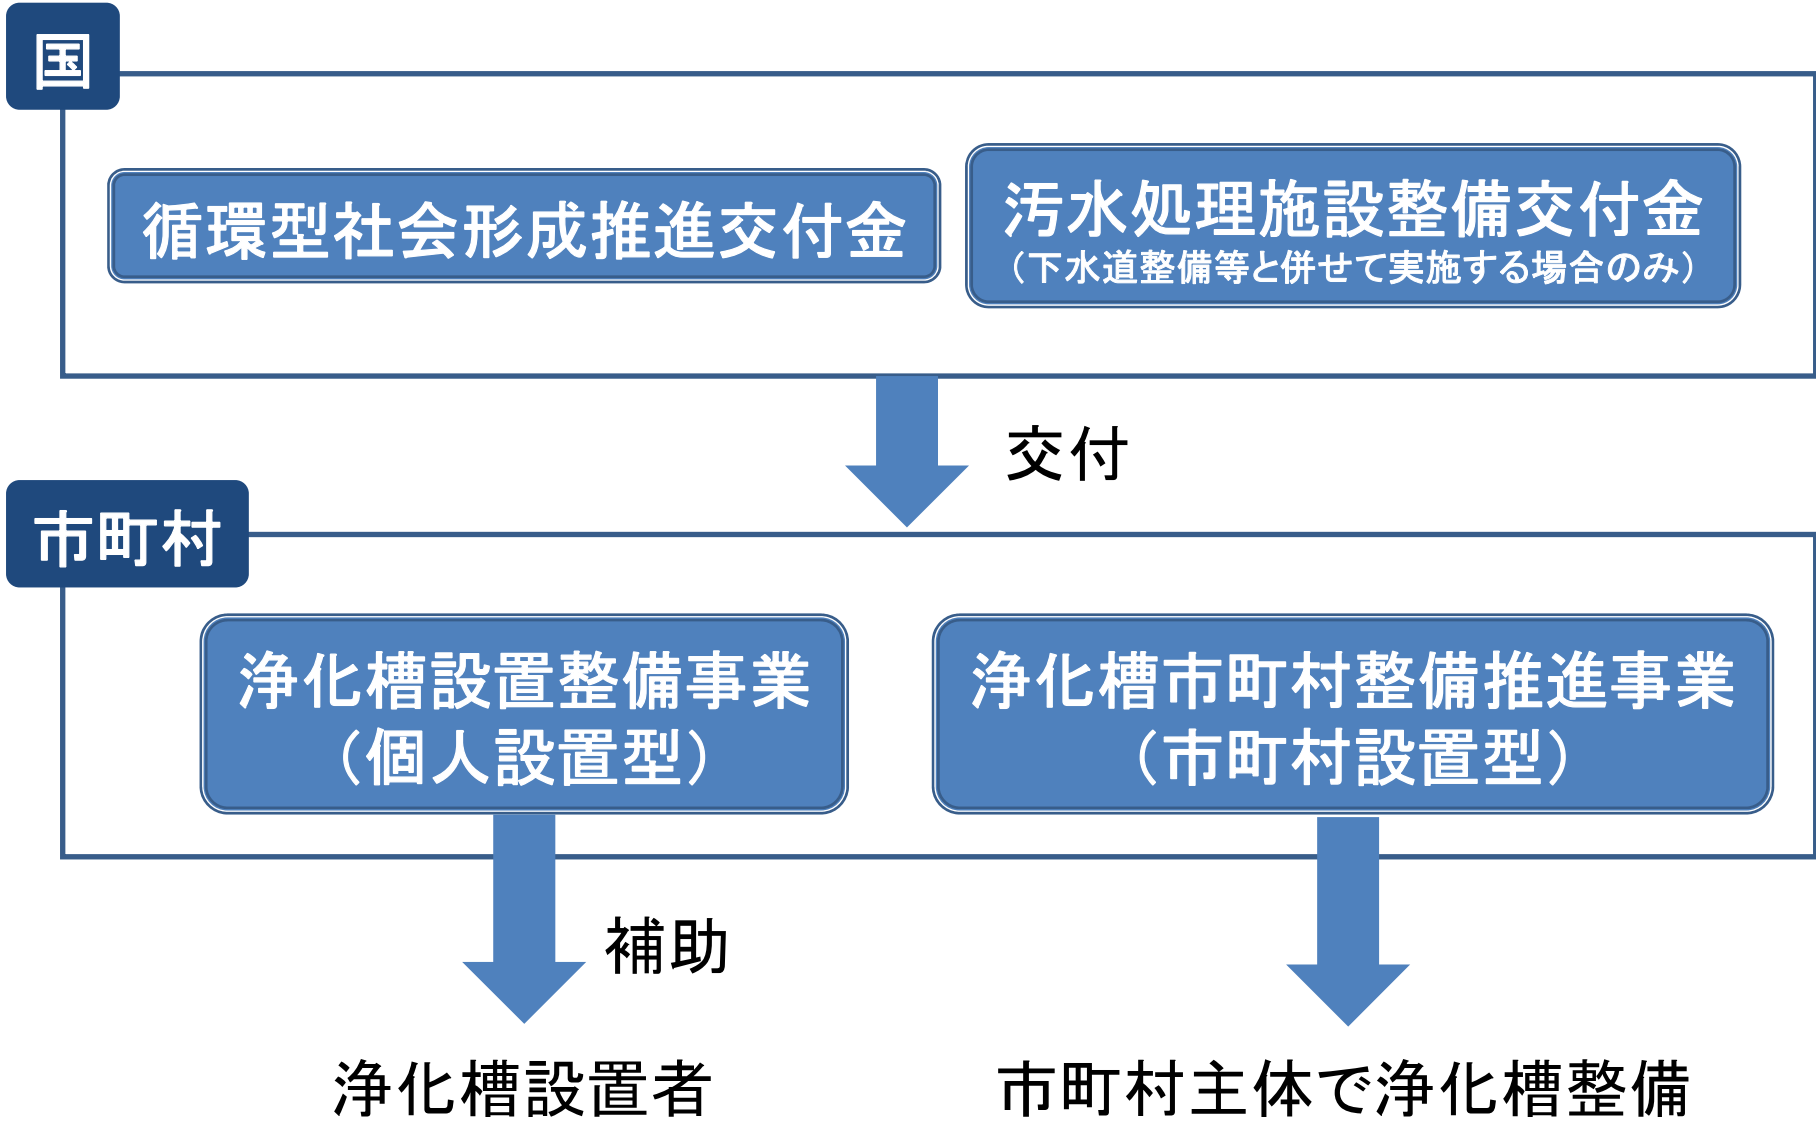 国
循環型社会形成推進交付金
汚水処理施設整備交付金
（下水道整備等と併せて実施する場合のみ）
交付
市町村
浄化槽設置整備事業
（個人設置型）
浄化槽市町村整備推進事業
（市町村設置型）
補助
浄化槽設置者
市町村主体で浄化槽整備